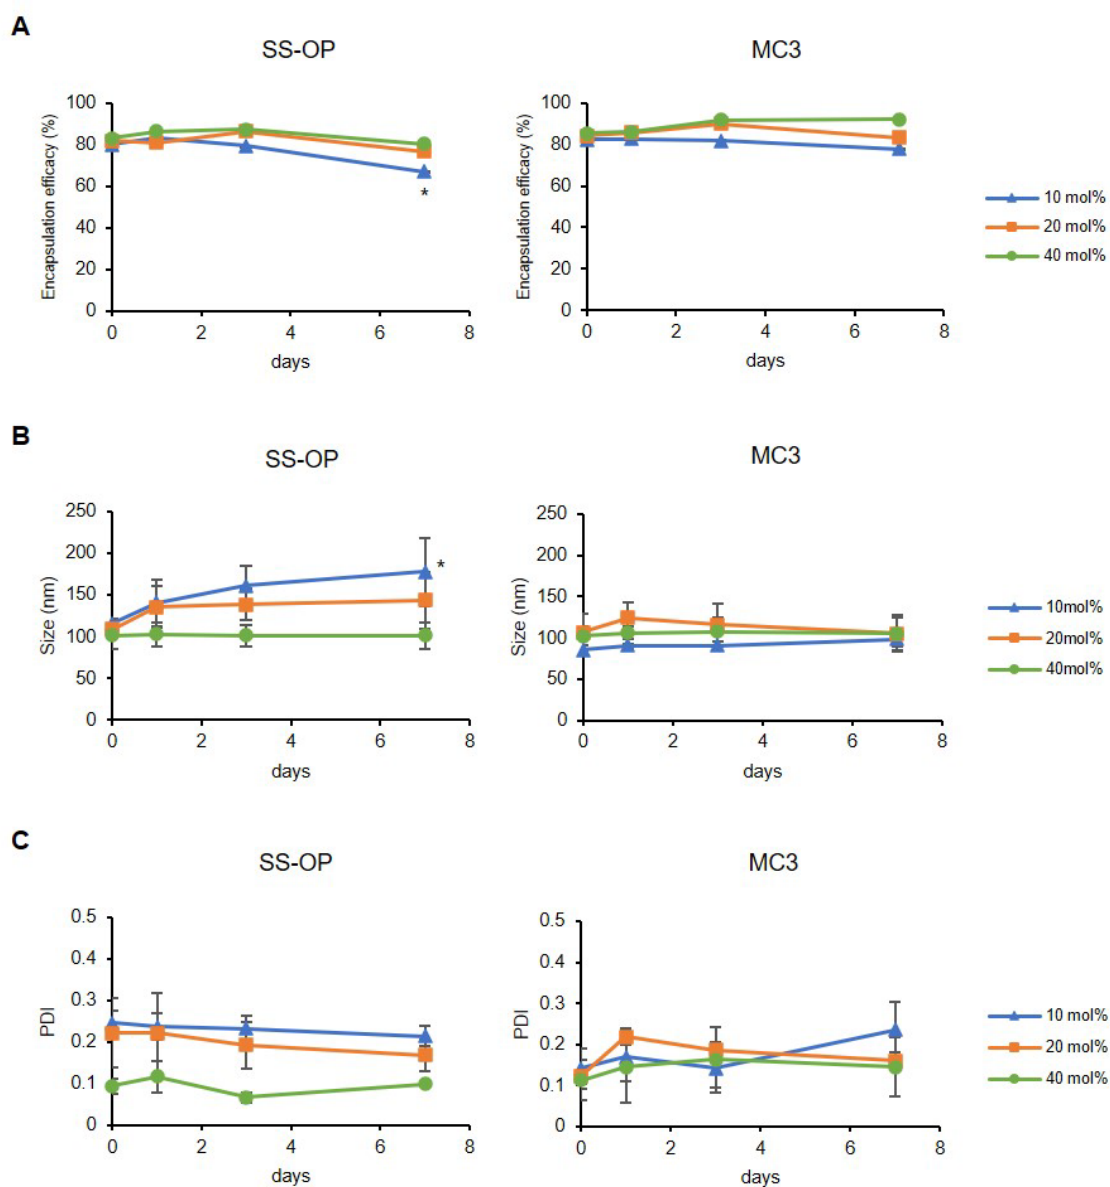 A
SS-OP
MC3
Encapsulation efficacy (%)
100
80
60
40
20
0
*
0 2 4 6 8
days
Encapsulation efficacy (%)
100
80
60
40
20
0
0 2 4 6 8
days
10 mol%
20 mol%
40 mol%
B
SS-OP
MC3
Size (nm)
250
200
150
100
50
0
*
0 2 4 6 8
days
Size (nm)
250
200
150
100
50
0
0 2 4 6 8
days
10mol%
20mol%
40mol%
C
SS-OP
MC3
PDI
0.5
0.4
0.3
0.2
0.1
0
0 2 4 6 8
days
PDI
0.5
0.4
0.3
0.2
0.1
0
0 2 4 6 8
days
10 mol%
20 mol%
40 mol%